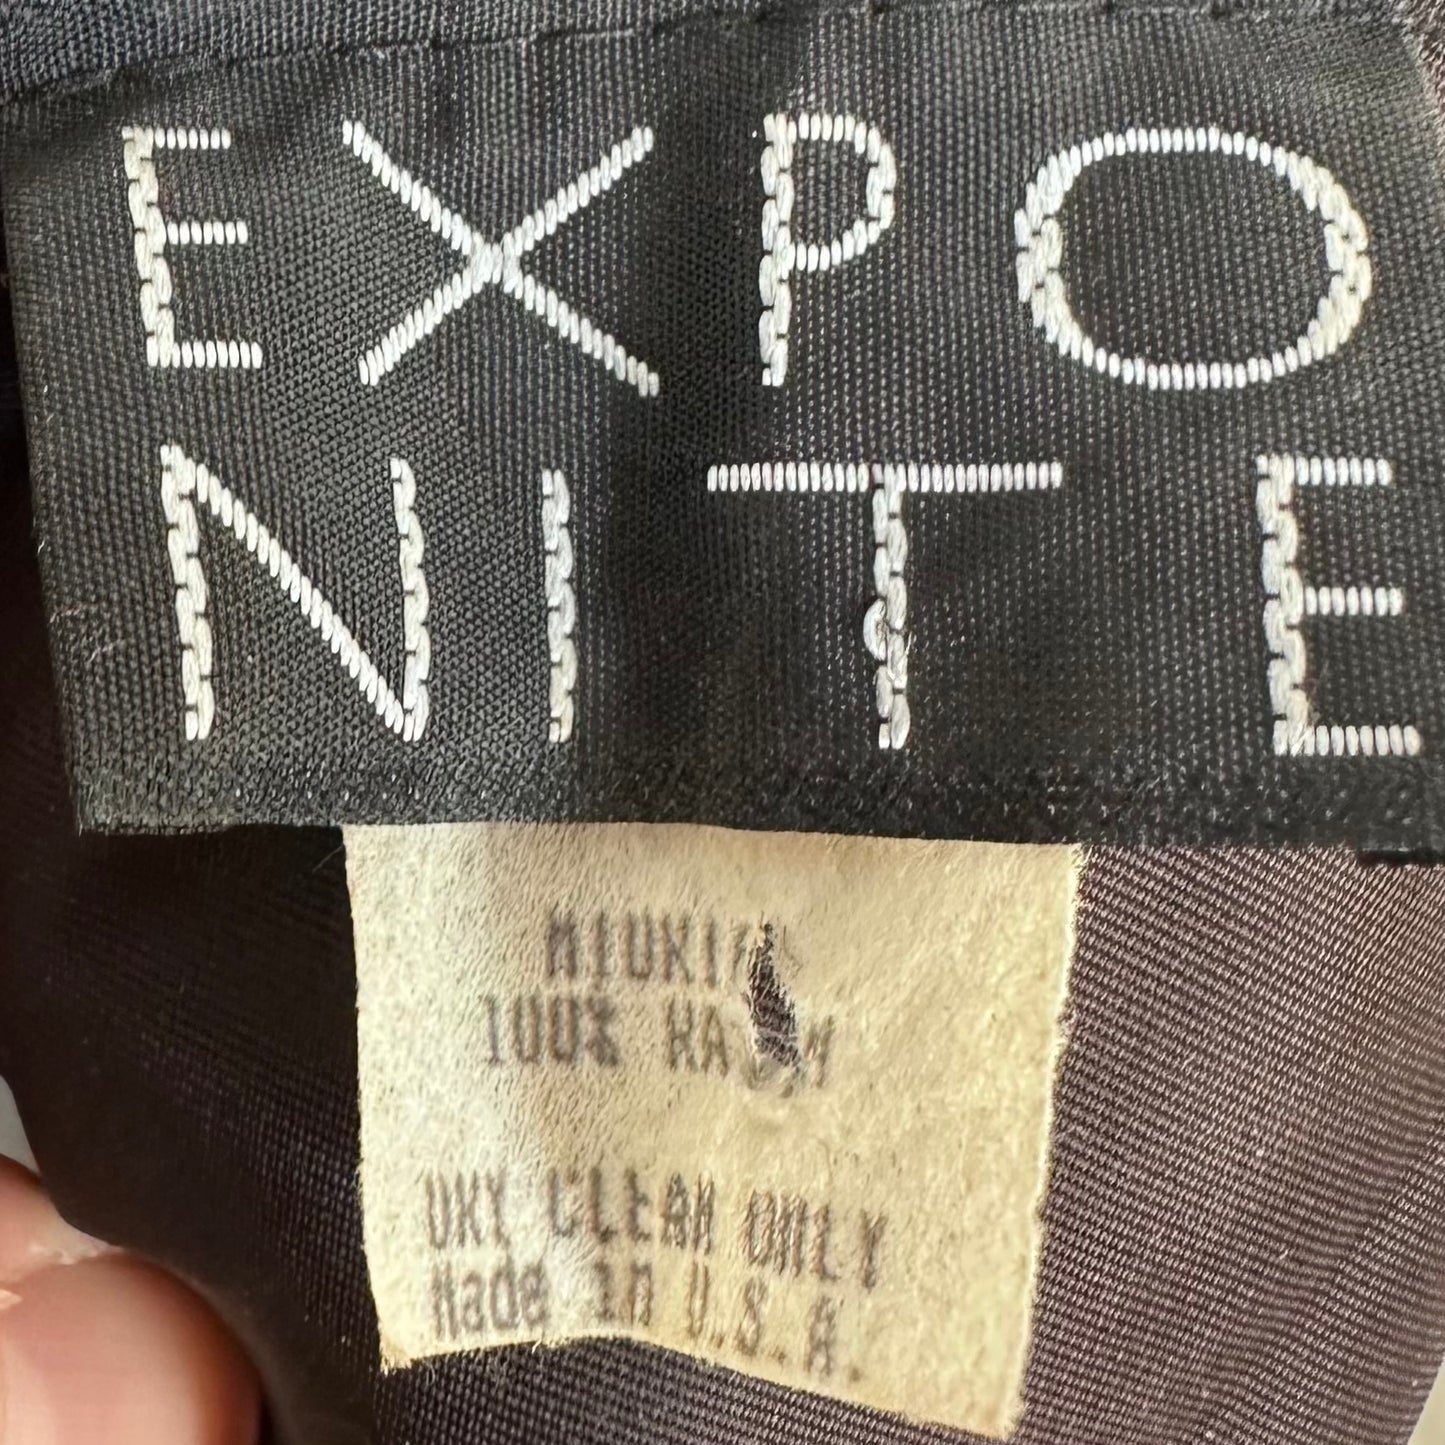 EXPO
NITE
100%
DRY CLEAN ONLY
Made in U.S.A.